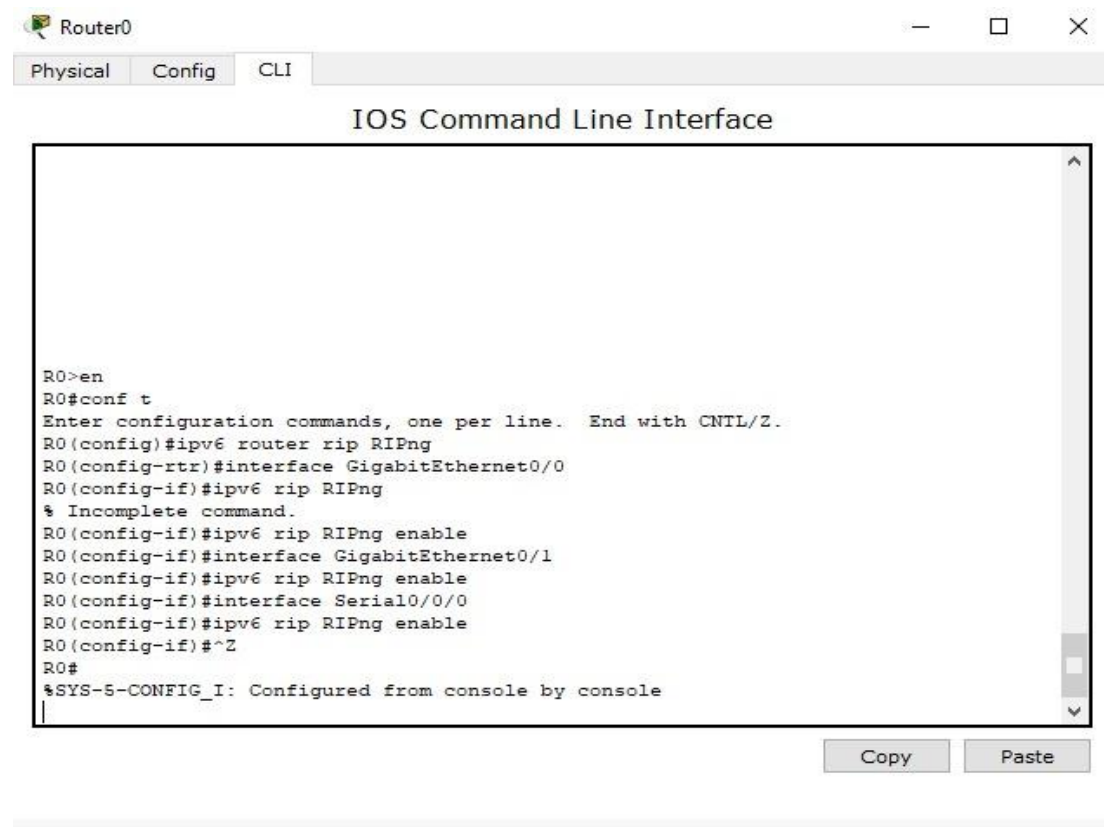 Router0
Physical Config CLI
IOS Command Line Interface
R0>en
R0#conf t
Enter configuration commands, one per line.  End with CNTL/Z.
R0(config)#ipv6 router rip RIPng
R0(config-rtr)#interface GigabitEthernet0/0
R0(config-if)#ipv6 rip RIPng
% Incomplete command.
R0(config-if)#ipv6 rip RIPng enable
R0(config-if)#interface GigabitEthernet0/1
R0(config-if)#ipv6 rip RIPng enable
R0(config-if)#interface Serial0/0/0
R0(config-if)#ipv6 rip RIPng enable
R0(config-if)#^Z
R0#
%SYS-5-CONFIG_I: Configured from console by console
Copy Paste